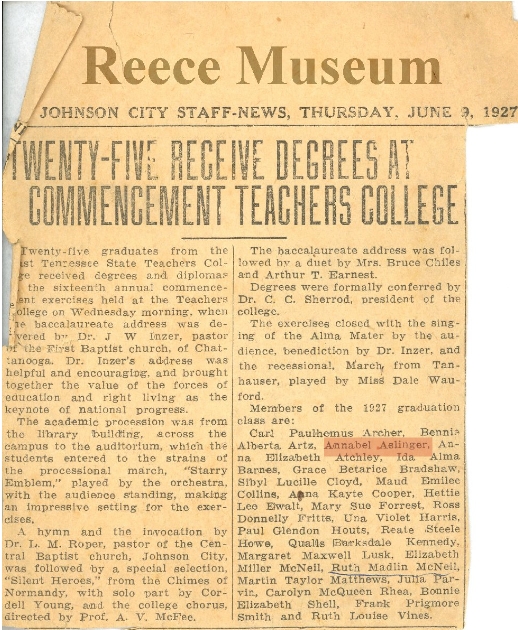 Reece Museum
JOHNSON CITY STAFF-NEWS, THURSDAY, JUNE 9, 1927
TWENTY-FIVE RECEIVE DEGREES AT
COMMENCEMENT TEACHERS COLLEGE
Twenty-five graduates from the
st Tennessee State Teachers Col-
ge received degrees and diplomas
the sixteenth annual commence-
ent exercises held at the Teachers
ollege on Wednesday morning, when
e baccalaureate address was de-
vered by Dr. J W Inzer, pastor
of the First Baptist church, of Chat-
tanooga. Dr. Inzer's address was
helpful and encouraging, and brought
together the value of the forces of
education and right living as the
keynote of national progress.
The academic procession was from
the library building, across the
campus to the auditorium, which the
students entered to the strains of
the processional march, "Starry
Emblem," played by the orchestra,
with the audience standing, making
an impressive setting for the exer-
cises.
A hymn and the invocation by
Dr. L. M. Roper, pastor of the Cen-
tral Baptist church, Johnson City,
was followed by a special selection,
"Silent Heroes," from the Chimes of
Normandy, with solo part by Cor-
dell Young, and the college chorus,
directed by Prof. A. V. McFee.
The baccalaureate address was fol-
lowed by a duet by Mrs. Bruce Chiles
and Arthur T. Earnest.
Degrees were formally conferred by
Dr. C. C. Sherrod, president of the
college.
The exercises closed with the sing-
ing of the Alma Mater by the au-
dience, benediction by Dr. Inzer, and
the recessional, March from Tan-
hauser, played by Miss Dale Wau-
ford.
Members of the 1927 graduation
class are:
Carl Paulhemus Archer, Bennie
Alberta, Artz, Annabel Aslinger, An-
na Elizabeth Atchley, Ida Alma
Barnes, Grace Betarice Bradshaw,
Sibyl Lucille Cloyd, Maud Emilee
Collins, Anna Kayte Cooper, Hettie
Lee Ewalt, Mary Sue Forrest, Ross
Donnelly Fritts, Una Violet Harris,
Paul Glendon Houts, Reate Steele
Howe, Qualls Barksdale Kennedy,
Margaret Maxwell Lusk, Elizabeth
Miller McNeil, Ruth Madlin McNeil,
Martin Taylor Matthews, Julia Par-
vin, Carolyn McQueen Rhea, Bonnie
Elizabeth Shell, Frank Prigmore
Smith and Ruth Louise Vines.